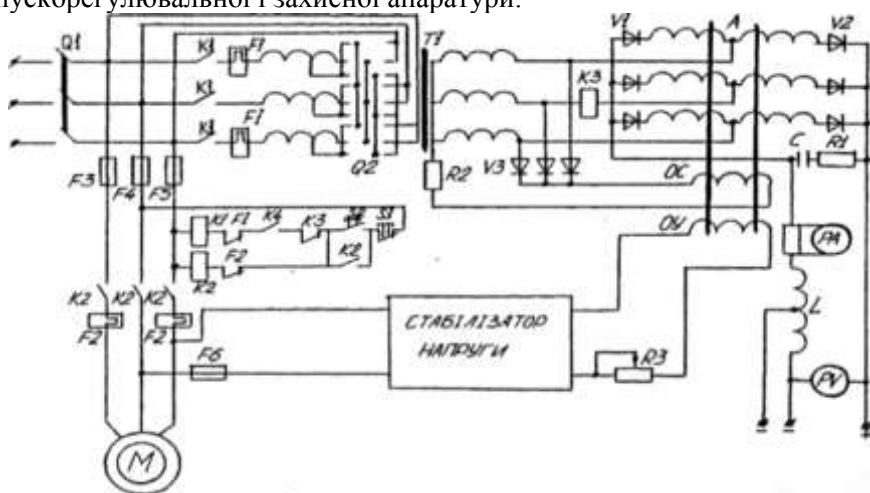 пускорегулювальної і захисної апаратури.
Q1
K1
F1
K1
K1
F1
Q2
T1
V1
A
V2
K3
C
R1
R2
V3
ОС
ОУ
F3
F4
F5
K1
F1
K4
K3
S2
S1
F2
K2
K2
K2
K2
K2
F2
F2
F6
СТАБІЛІЗАТОР
НАПРУГИ
R3
PA
L
PV
M